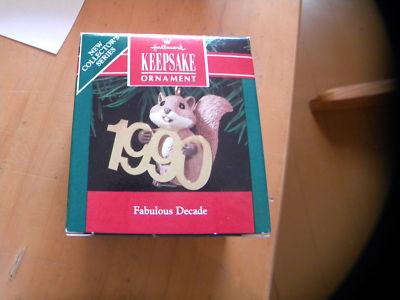 NEW
COLLECTOR'S
SERIES
Hallmark
KEEPSAKE
ORNAMENT
1990
Fabulous Decade